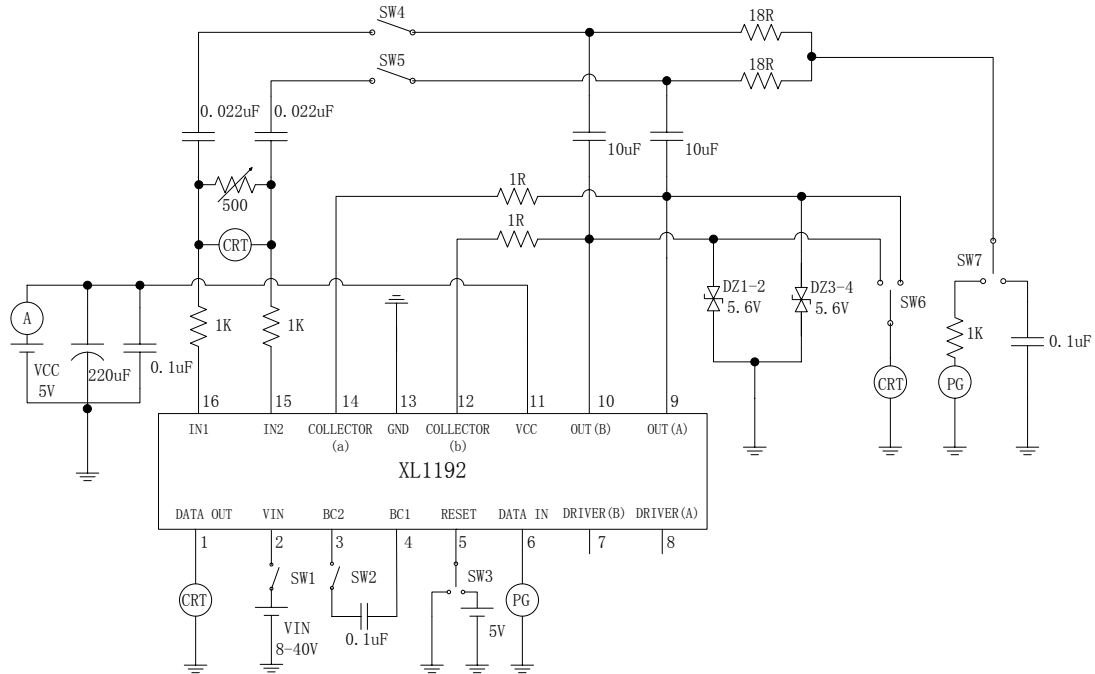 SW4
18R
SW5
18R
0.022uF
0.022uF
10uF
10uF
500
1R
1R
CRT
SW7
A
1K
1K
DZ1-2
5.6V
DZ3-4
5.6V
SW6
1K
0.1uF
VCC
5V
220uF
0.1uF
CRT
PG
16
15
14
13
12
11
10
9
IN1
IN2
COLLECTOR
(a)
GND
COLLECTOR
(b)
VCC
OUT(B)
OUT(A)
XL1192
DATA OUT
VIN
BC2
BC1
RESET
DATA IN
DRIVER(B)
DRIVER(A)
1
2
3
4
5
6
7
8
CRT
SW1
SW2
SW3
PG
VIN
8-40V
0.1uF
5V